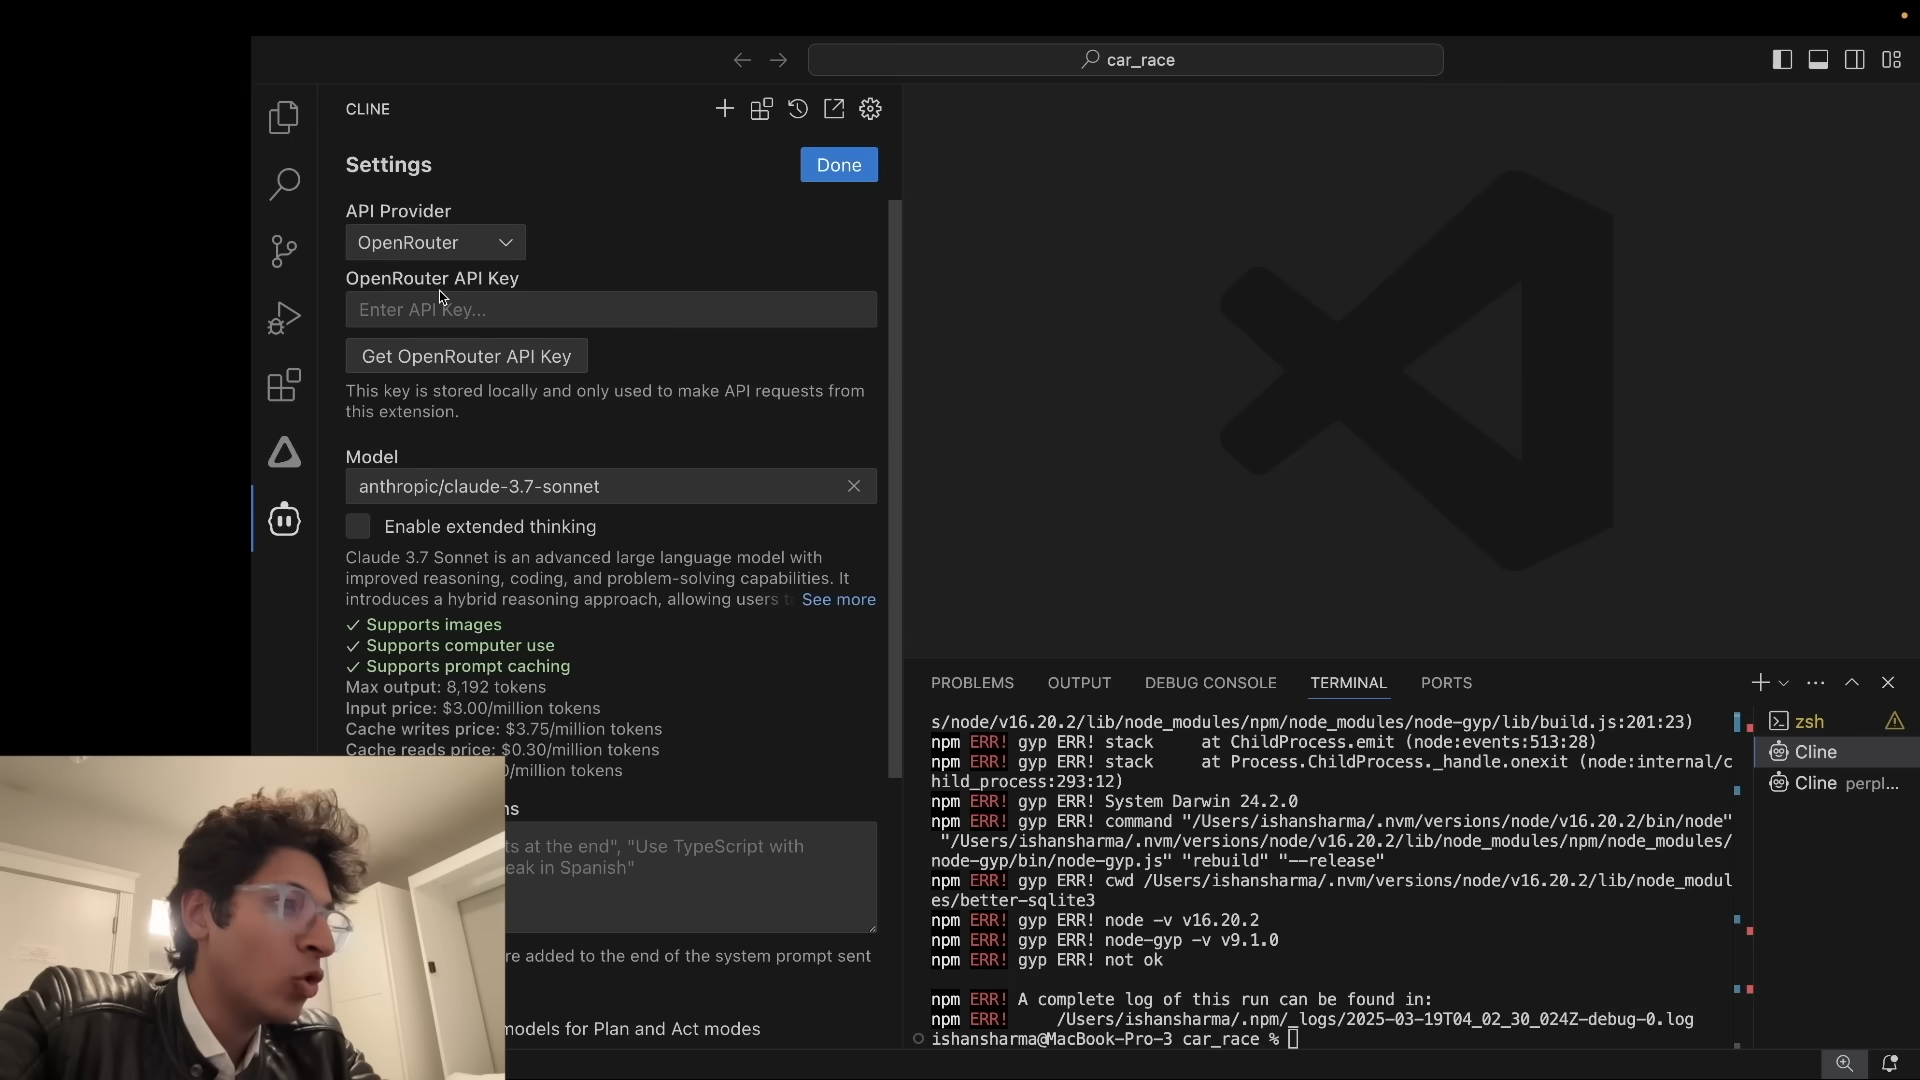 car_race
CLINE
Settings
Done
API Provider
OpenRouter
OpenRouter API Key
Enter API Key...
Get OpenRouter API Key
This key is stored locally and only used to make API requests from
this extension.
Model
anthropic/claude-3.7-sonnet
Enable extended thinking
Claude 3.7 Sonnet is an advanced large language model with
improved reasoning, coding, and problem-solving capabilities. It
introduces a hybrid reasoning approach, allowing users
See more
Supports images
Supports computer use
Supports prompt caching
Max output: 8,192 tokens
Input price: $3.00/million tokens
Cache writes price: $3.75/million tokens
Cache reads price: $0.30/million tokens
/million tokens
ns
ts at the end", "Use TypeScript with
eak in Spanish"
re added to the end of the system prompt sent
models for Plan and Act modes
PROBLEMS OUTPUT DEBUG CONSOLE TERMINAL PORTS
s/node/v16.20.2/lib/node_modules/npm/node_modules/node-gyp/lib/build.js:201:23)
npm ERR! gyp ERR! stack     at ChildProcess.emit (node:events:513:28)
npm ERR! gyp ERR! stack     at Process.ChildProcess._handle.onexit (node:internal/c
hild_process:293:12)
npm ERR! gyp ERR! System Darwin 24.2.0
npm ERR! gyp ERR! command "/Users/ishansharma/.nvm/versions/node/v16.20.2/bin/node"
"/Users/ishansharma/.nvm/versions/node/v16.20.2/lib/node_modules/npm/node_modules/
node-gyp/bin/node-gyp.js" "rebuild" "--release"
npm ERR! gyp ERR! cwd /Users/ishansharma/.nvm/versions/node/v16.20.2/lib/node_modul
es/better-sqlite3
npm ERR! gyp ERR! node -v v16.20.2
npm ERR! gyp ERR! node-gyp -v v9.1.0
npm ERR! gyp ERR! not ok
npm ERR! A complete log of this run can be found in:
npm ERR!     /Users/ishansharma/.npm/_logs/2025-03-19T04_02_30_024Z-debug-0.log
ishansharma@MacBook-Pro-3 car_race %
zsh
Cline
Cline perpl...